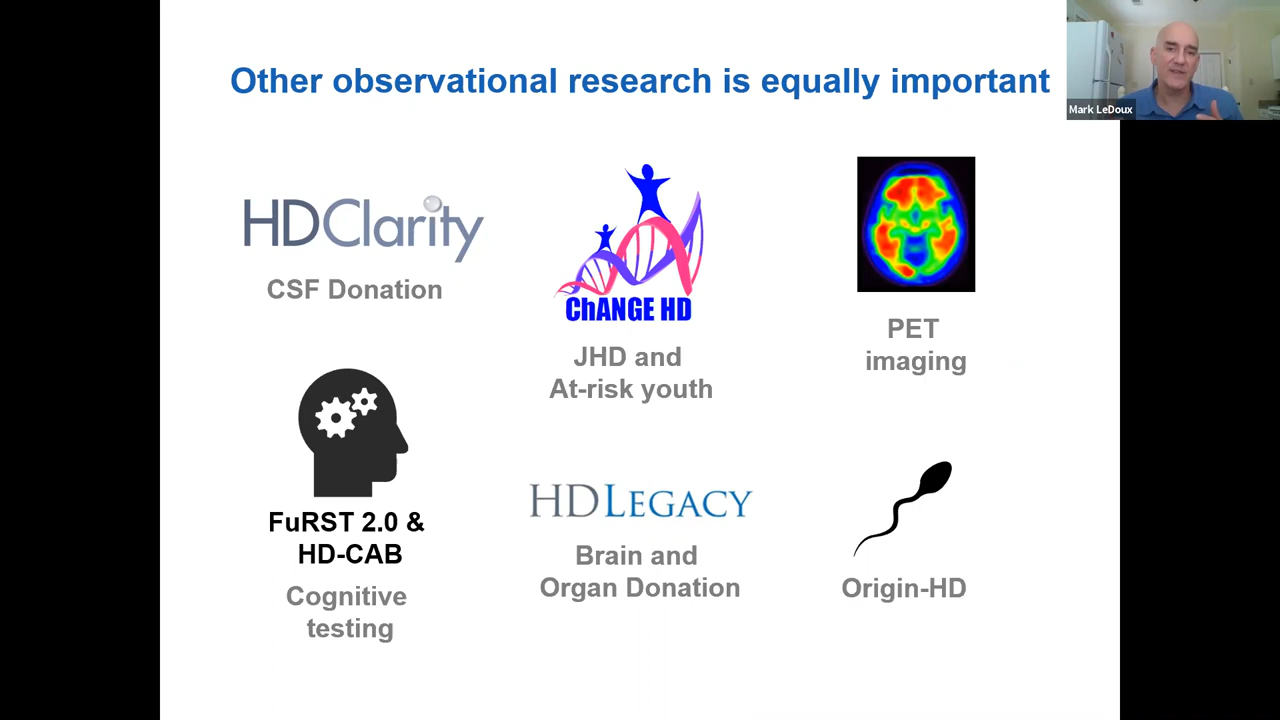 Other observational research is equally important
Mark LeDoux
HDClarity
CSF Donation
ChANGE HD
JHD and
At-risk youth
PET
imaging
FuRST 2.0 &
HD-CAB
Cognitive
testing
HDLEGACY
Brain and
Organ Donation
Origin-HD